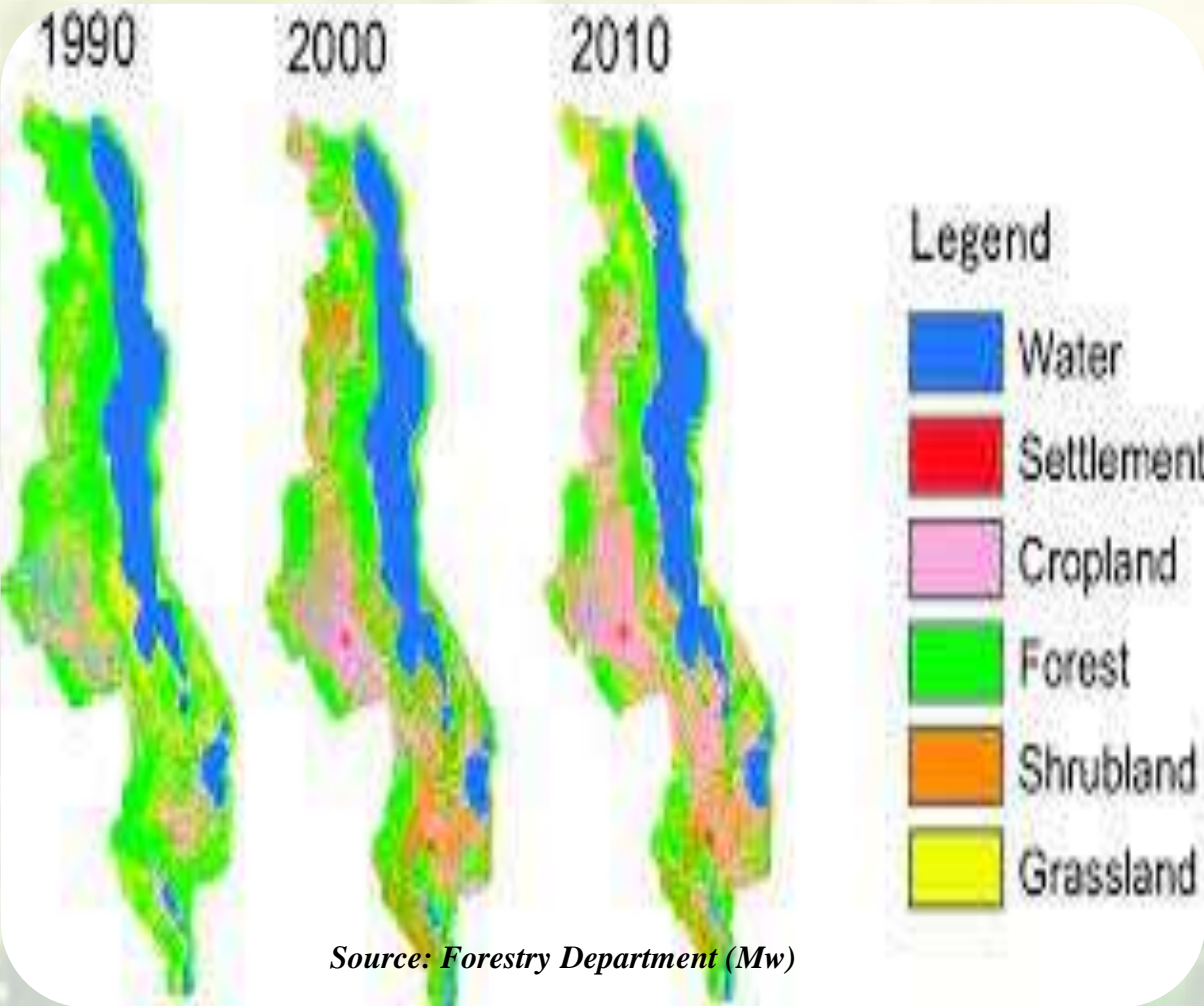 1990
2000
2010
Legend
Water
Settlement
Cropland
Forest
Shrubland
Grassland
Source: Forestry Department (Mw)